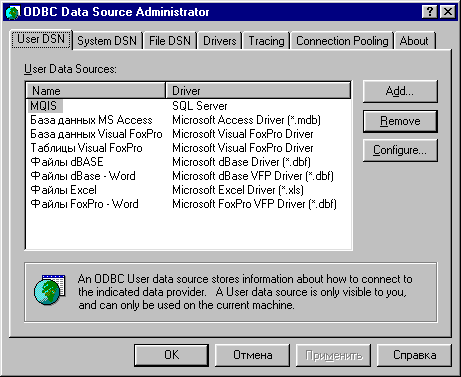 ODBC Data Source Administrator
User DSN System DSN File DSN Drivers Tracing Connection Pooling About
User Data Sources:
Name Driver
MQIS SQL Server
База данных MS Access Microsoft Access Driver (*.mdb)
База данных Visual FoxPro Microsoft Visual FoxPro Driver
Таблицы Visual FoxPro Microsoft Visual FoxPro Driver
Файлы dBASE Microsoft dBase Driver (*.dbf)
Файлы dBase - Word Microsoft dBase VFP Driver (*.dbf)
Файлы Excel Microsoft Excel Driver (*.xls)
Файлы FoxPro - Word Microsoft FoxPro VFP Driver (*.dbf)
Add...
Remove
Configure...
An ODBC User data source stores information about how to connect to
the indicated data provider. A User data source is only visible to you,
and can only be used on the current machine.
OK Отмена Применить Справка